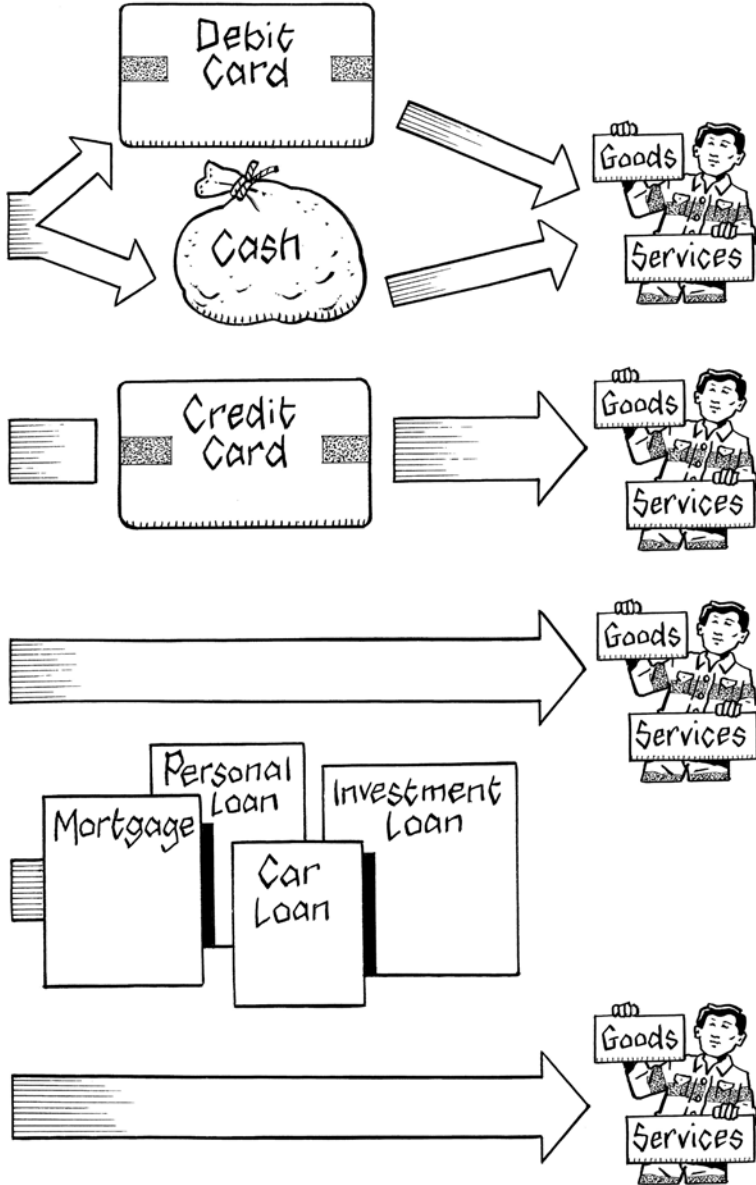 Debit
Card
Goods
Cash
Services
Credit
Card
Goods
Services
Goods
Services
Personal
Loan
Investment
Loan
Mortgage
Car
Loan
Goods
Services